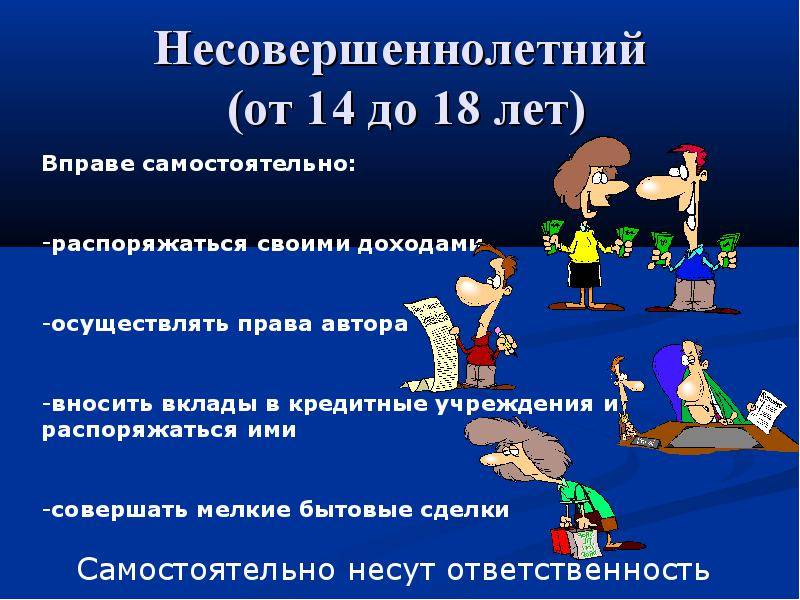 Несовершеннолетний
(от 14 до 18 лет)
Вправе самостоятельно:
-распоряжаться своими доходами
-осуществлять права автора
-вносить вклады в кредитные учреждения и
распоряжаться ими
-совершать мелкие бытовые сделки
Самостоятельно несут ответственность